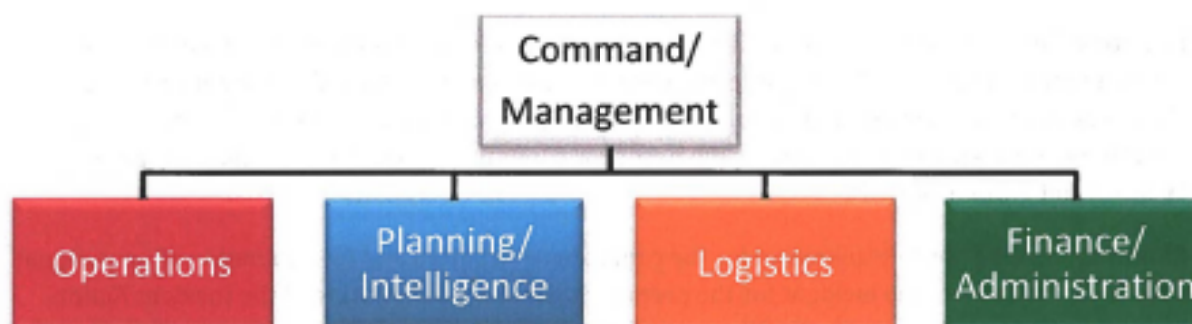 Command/
Management
Operations
Planning/
Intelligence
Logistics
Finance/
Administration